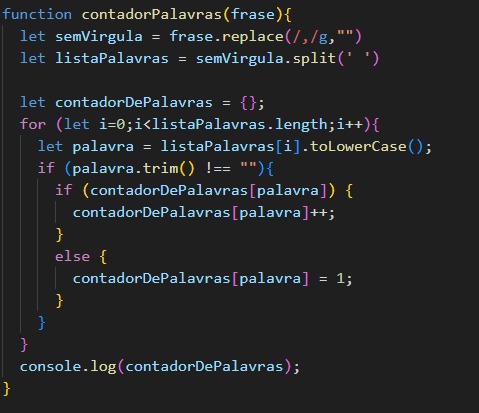 function contadorPalavras(frase){
  let semVirgula = frase.replace(/,/g,"")
  let listaPalavras = semVirgula.split(' ')

  let contadorDePalavras = {};
  for (let i=0;i<listaPalavras.length;i++){
    let palavra = listaPalavras[i].toLowerCase();
    if (palavra.trim() !== ""){
      if (contadorDePalavras[palavra]) {
        contadorDePalavras[palavra]++;
      }
      else {
        contadorDePalavras[palavra] = 1;
      }
    }
  }
  console.log(contadorDePalavras);
}